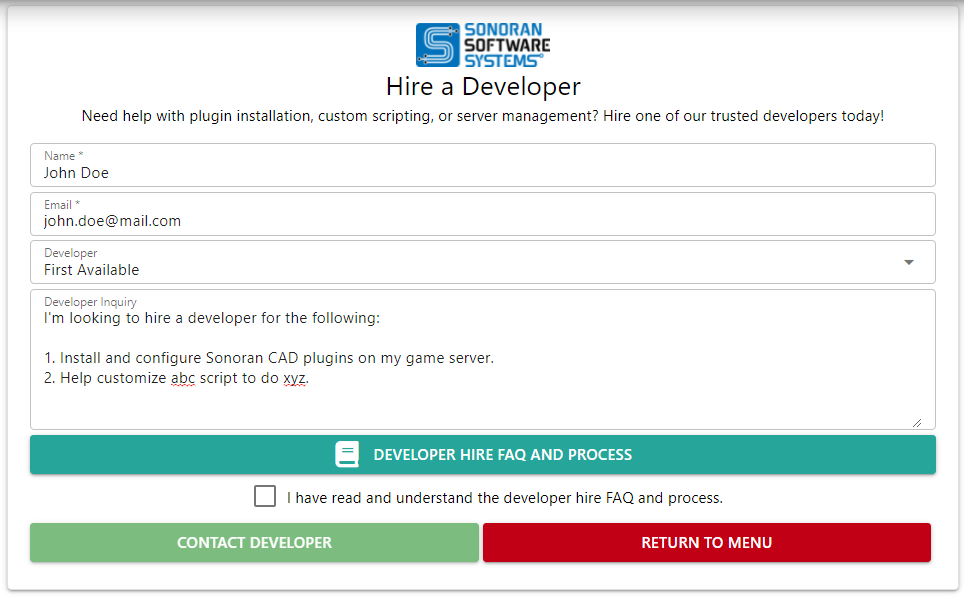 SONORAN
SOFTWARE
SYSTEMS
Hire a Developer
Need help with plugin installation, custom scripting, or server management? Hire one of our trusted developers today!
Name *
John Doe
Email *
john.doe@mail.com
Developer
First Available
Developer Inquiry
I'm looking to hire a developer for the following:
1. Install and configure Sonoran CAD plugins on my game server.
2. Help customize abc script to do xyz.
DEVELOPER HIRE FAQ AND PROCESS
I have read and understand the developer hire FAQ and process.
CONTACT DEVELOPER
RETURN TO MENU